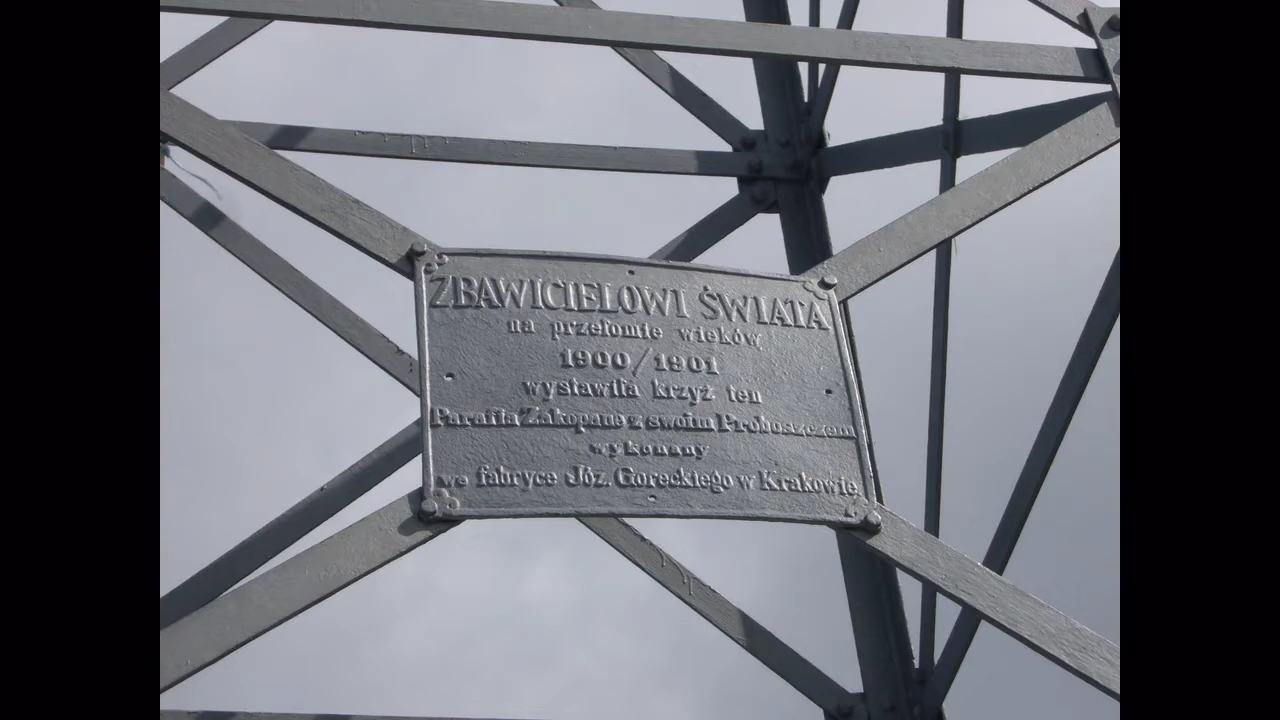 ZBAWICIELOWI ŚWIATA
na przełomie wieków
1900/1901
wystawiła krzyż ten
Parafia Zakopane z swoim Proboszczem
wykonany
we fabryce Józ. Goreckiego w Krakowie